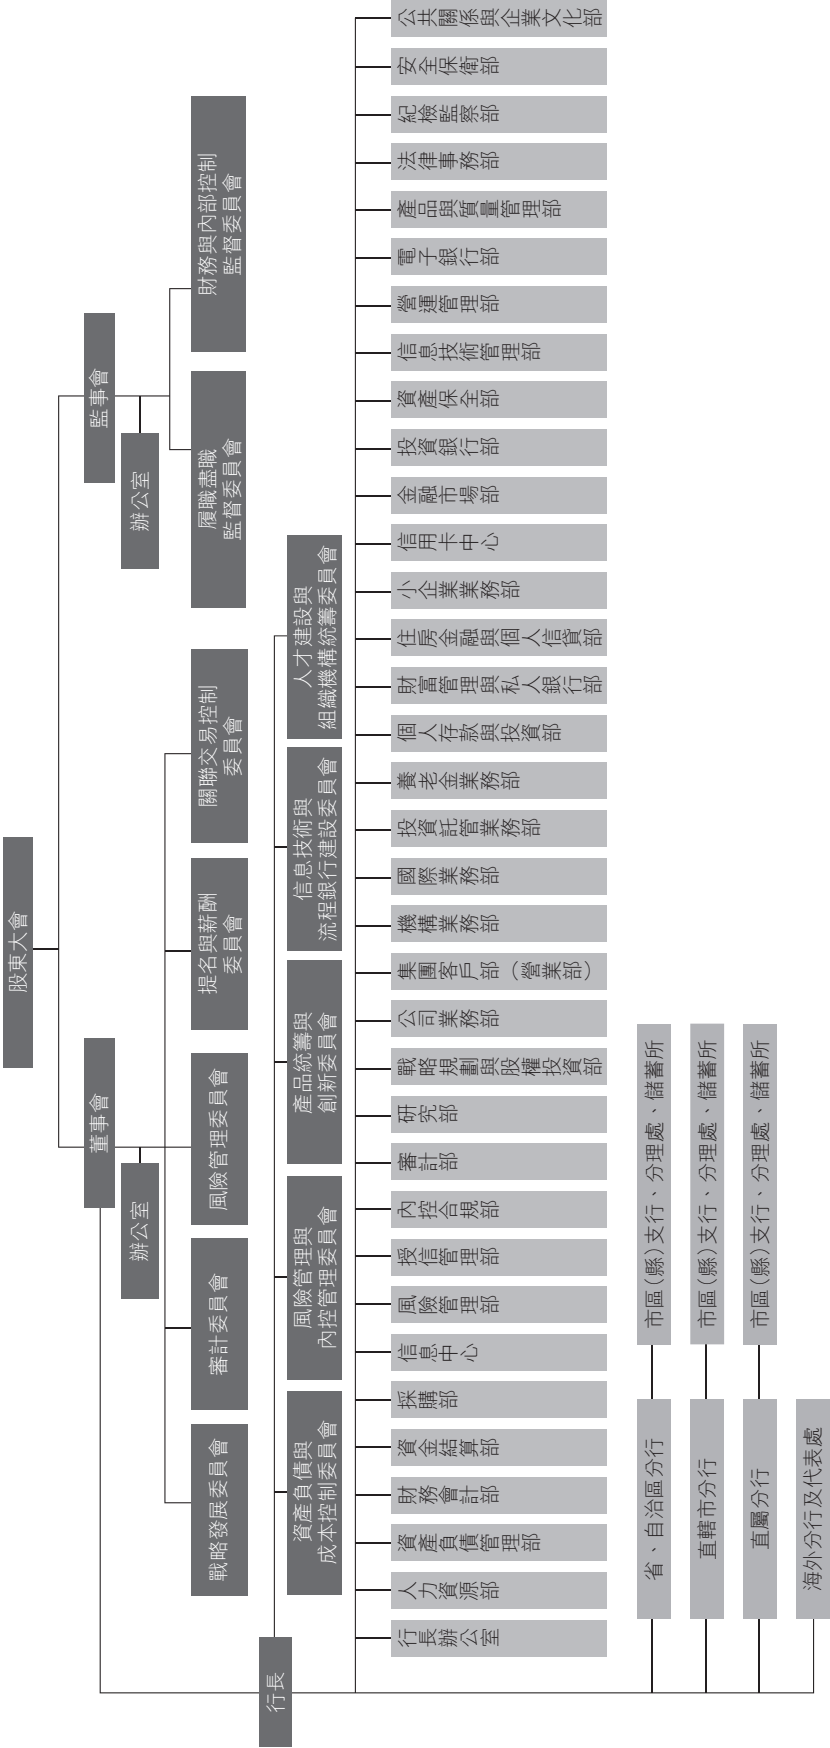 股東大會
董事會
監事會
辦公室
辦公室
戰略發展委員會
審計委員會
風險管理委員會
提名與薪酬
委員會
關聯交易控制
委員會
履職盡職
監督委員會
財務與內部控制
監督委員會
行長
資產負債與
成本控制委員會
風險管理與
內控管理委員會
產品統籌與
創新委員會
信息技術與
流程銀行建設委員會
人才建設與
組織機構統籌委員會
行長辦公室
人力資源部
資產負債管理部
財務會計部
資金結算部
採購部
信息中心
風險管理部
授信管理部
內控合規部
審計部
研究部
戰略規劃與股權投資部
公司業務部
集團客戶部（營業部）
機構業務部
國際業務部
投資託管業務部
養老金業務部
個人存款與投資部
財富管理與私人銀行部
住房金融與個人信貸部
小企業業務部
信用卡中心
金融市場部
投資銀行部
資產保全部
信息技術管理部
營運管理部
電子銀行部
產品與質量管理部
法律事務部
紀檢監察部
安全保衛部
公共關係與企業文化部
省、自治區分行
市區（縣）支行、分理處、儲蓄所
直轄市分行
市區（縣）支行、分理處、儲蓄所
直屬分行
市區（縣）支行、分理處、儲蓄所
海外分行及代表處